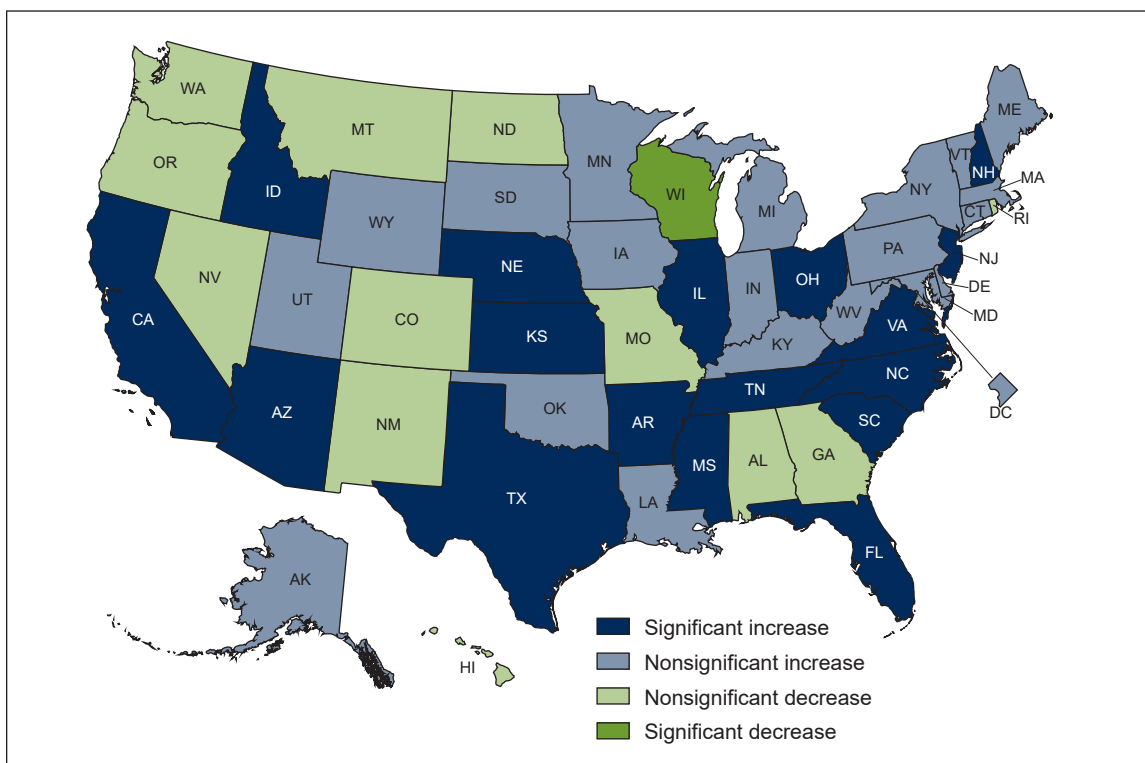 WA
MT
ND
MN
ME
OR
ID
SD
WI
VT
NH
MA
WY
MI
NY
CT
RI
NV
UT
NE
IA
PA
NJ
CA
CO
IL
IN
OH
DE
MD
KS
MO
WV
VA
KY
AZ
NM
OK
AR
TN
NC
DC
SC
MS
AL
GA
TX
LA
FL
AK
HI
Significant increase
Nonsignificant increase
Nonsignificant decrease
Significant decrease